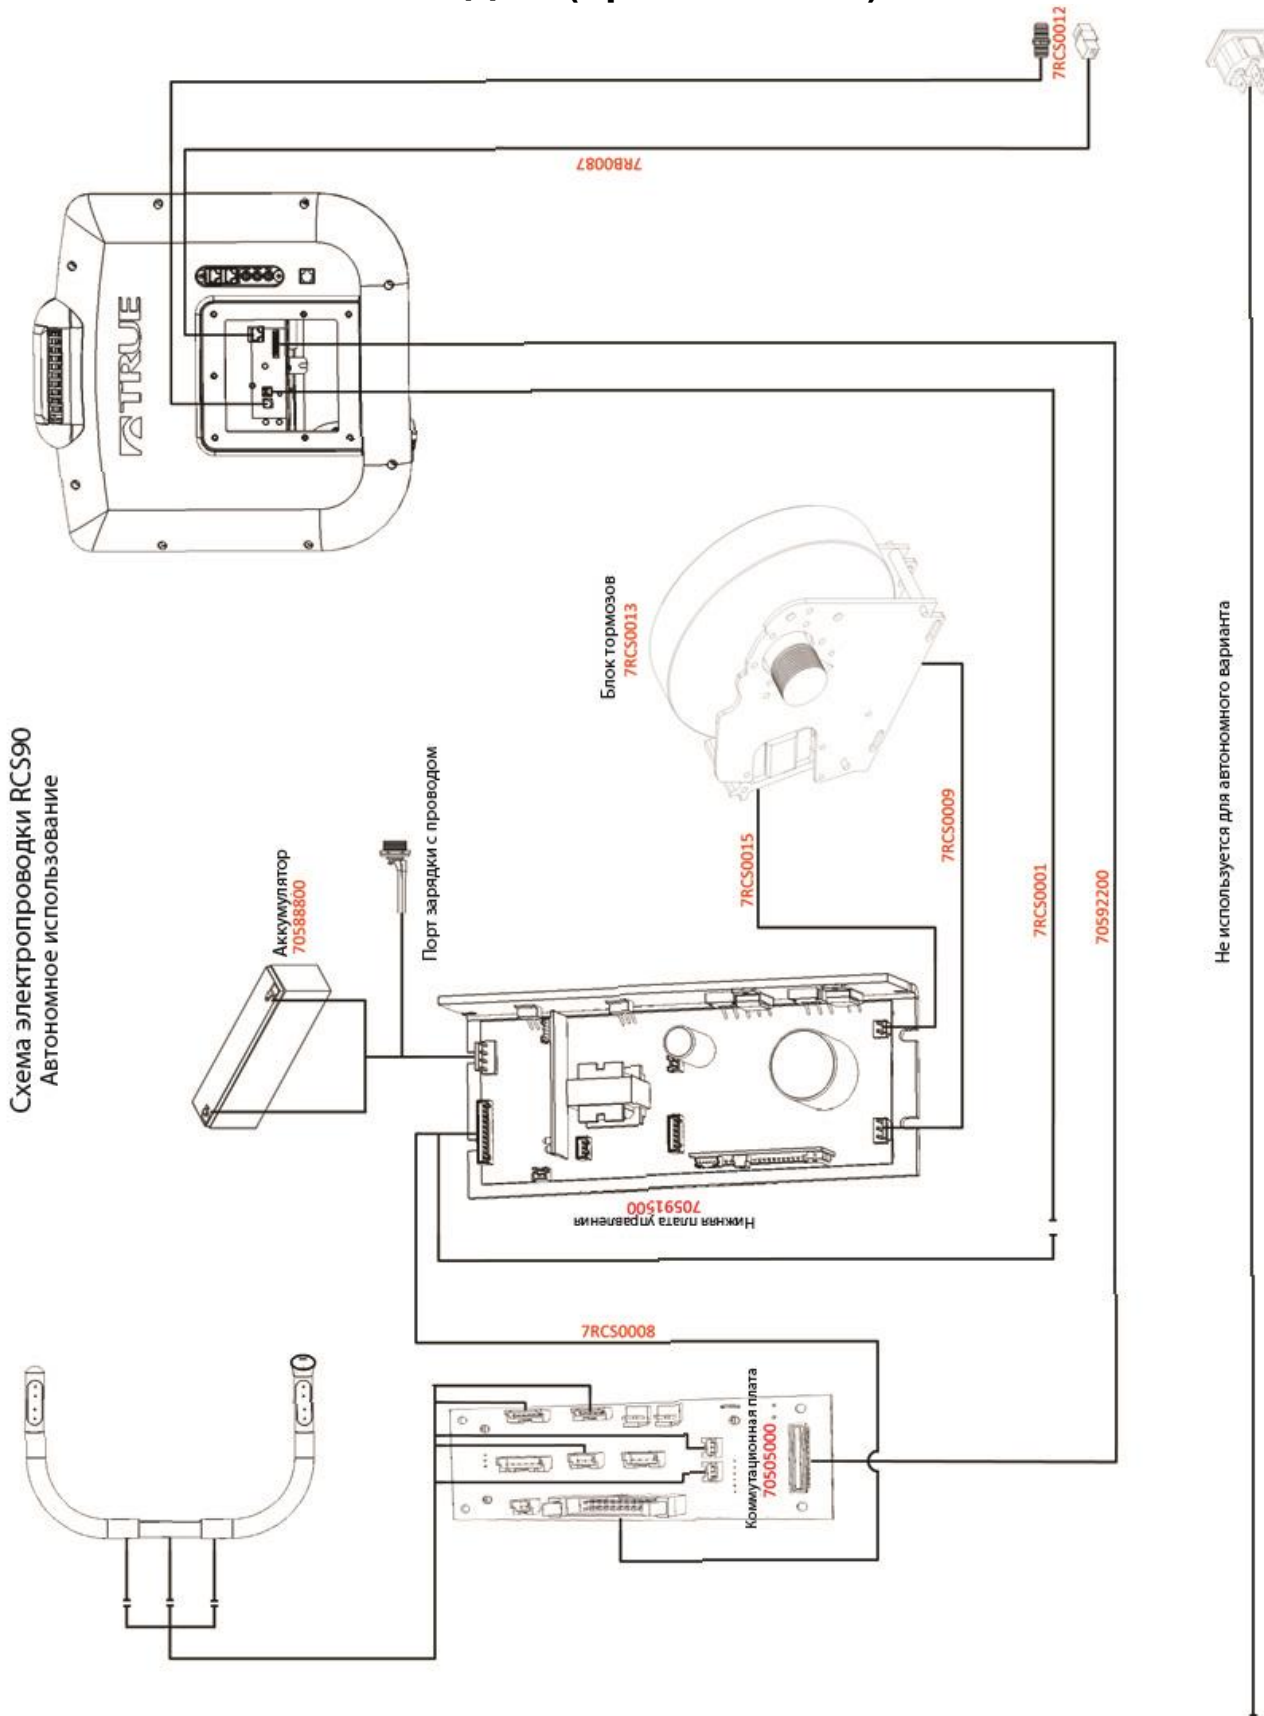 7RCS0012
7RB0087
TRUE
Схема электропроводки RCS90
Автономное использование
Аккумулятор
70588800
Порт зарядки с проводом
Блок тормозов
7RCS0013
7RCS0015
7RCS0009
7RCS0001
70592200
Не используется для автономного варианта
Нижняя плата управления
70591500
7RCS0008
Коммутационная плата
70505000